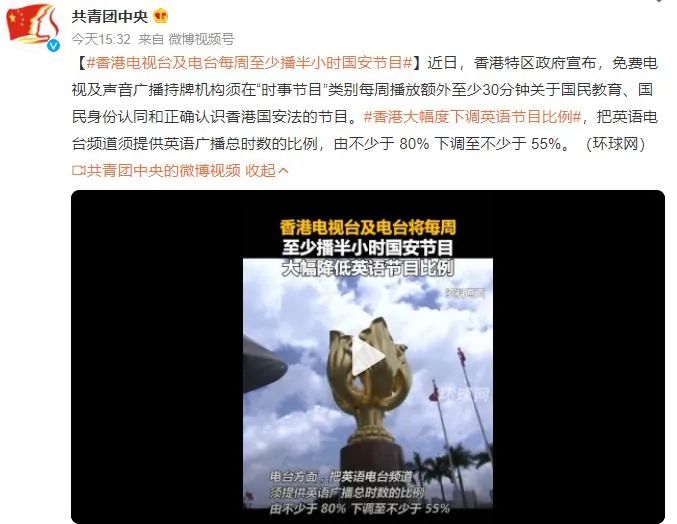 共青团中央
今天15:32 来自 微博视频号
【#香港电视台及电台每周至少播半小时国安节目#】近日，香港特区政府宣布，免费电
视及声音广播持牌机构须在“时事节目”类别每周播放额外至少30分钟关于国民教育、国
民身份认同和正确认识香港国安法的节目。#香港大幅度下调英语节目比例#，把英语电
台频道须提供英语广播总时数的比例，由不少于 80% 下调至不少于 55%。（环球网）
共青团中央的微博视频 收起
香港电视台及电台将每周
至少播半小时国安节目
大幅降低英语节目比例
资料画面
环球网
电台方面，把英语电台频道
须提供英语广播总时数的比例
由不少于 80% 下调至不少于 55%